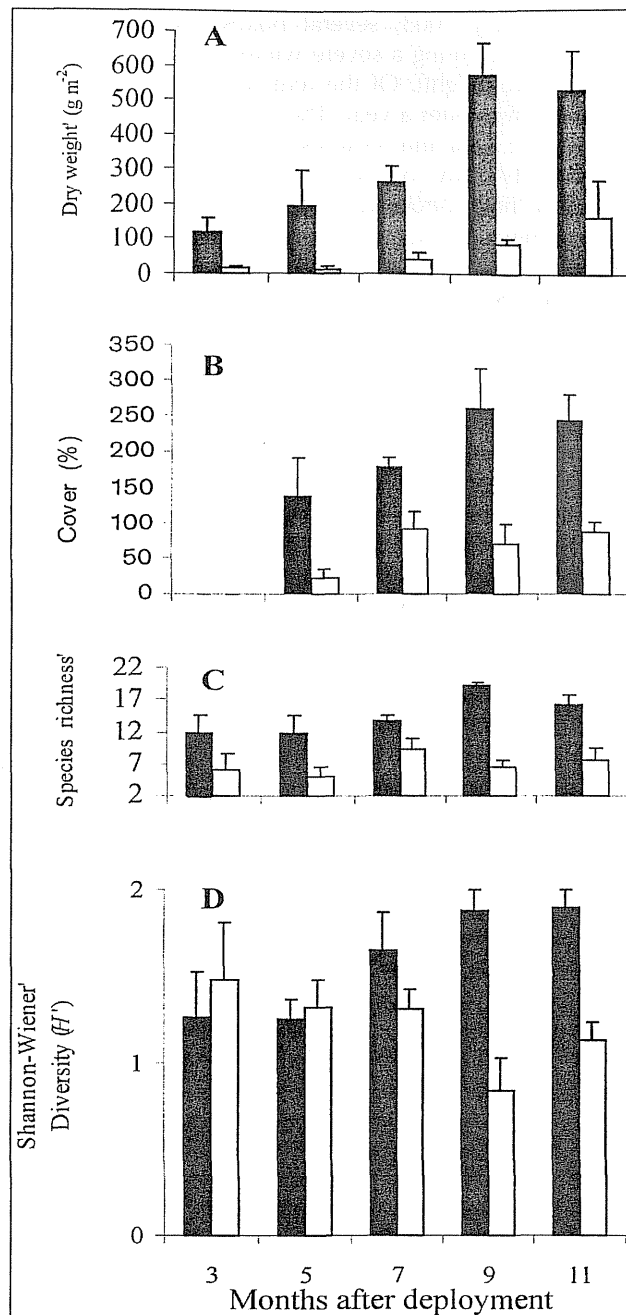 A
700
600
500
400
300
200
100
0
Dry weight' (g m⁻²)
B
350
300
250
200
150
100
50
0
Cover (%)
C
22
17
12
7
2
Species richness'
D
2
1
0
Shannon-Wiener'
Diversity (H')
3 5 7 9 11
Months after deployment